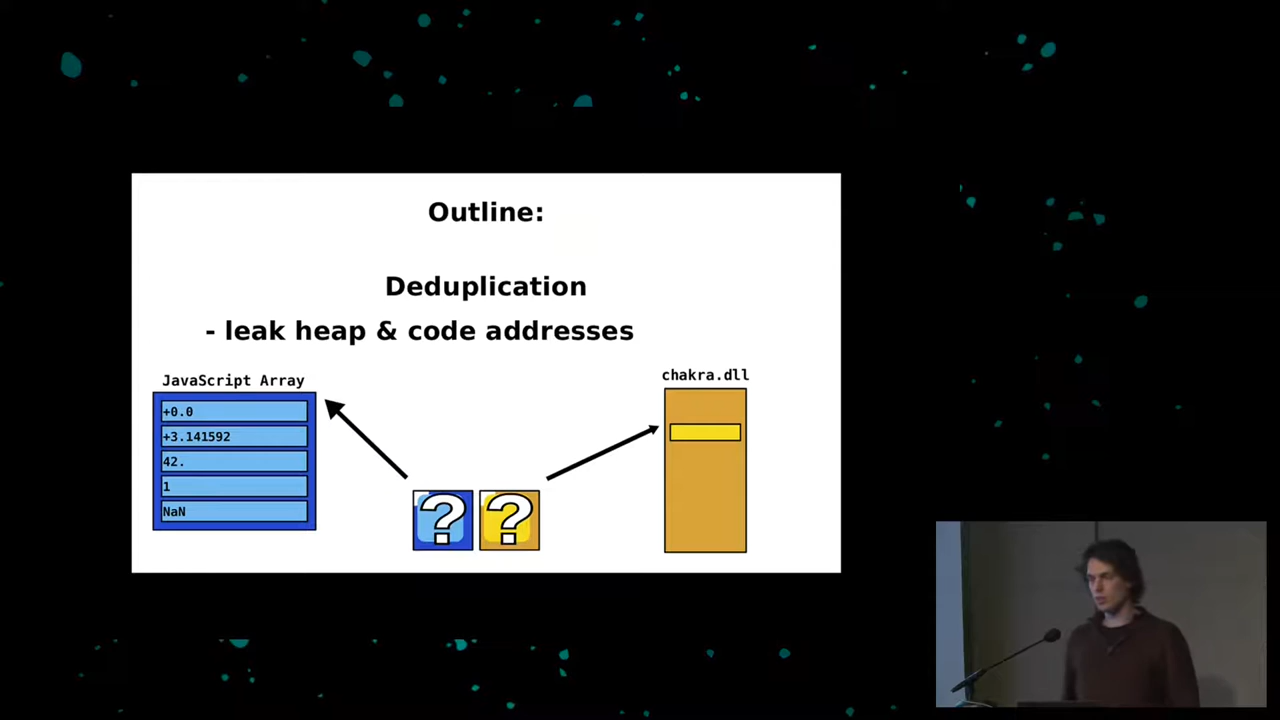 Outline:
Deduplication
- leak heap & code addresses
JavaScript Array
+0.0
+3.141592
42.
1
NaN
chakra.dll
? ?